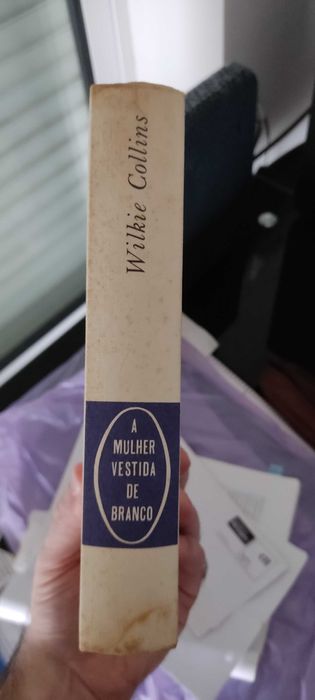 Wilkie Collins
A
MULHER
VESTIDA
DE
BRANCO